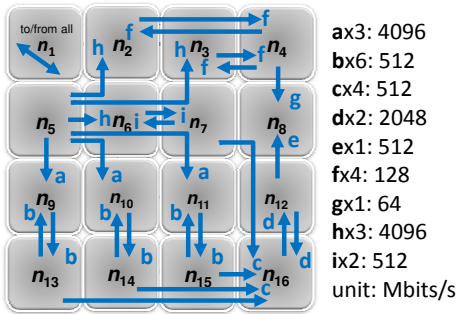 to/from all
n1
n2
n3
n4
f
f
h
h
f
f
g
n5
n6
n7
n8
h
i
i
e
a
a
a
n9
n10
n11
n12
b
b
b
d
b
b
b
d
n13
n14
n15
n16
c
c
ax3: 4096
bx6: 512
cx4: 512
dx2: 2048
ex1: 512
fx4: 128
gx1: 64
hx3: 4096
ix2: 512
unit: Mbits/s